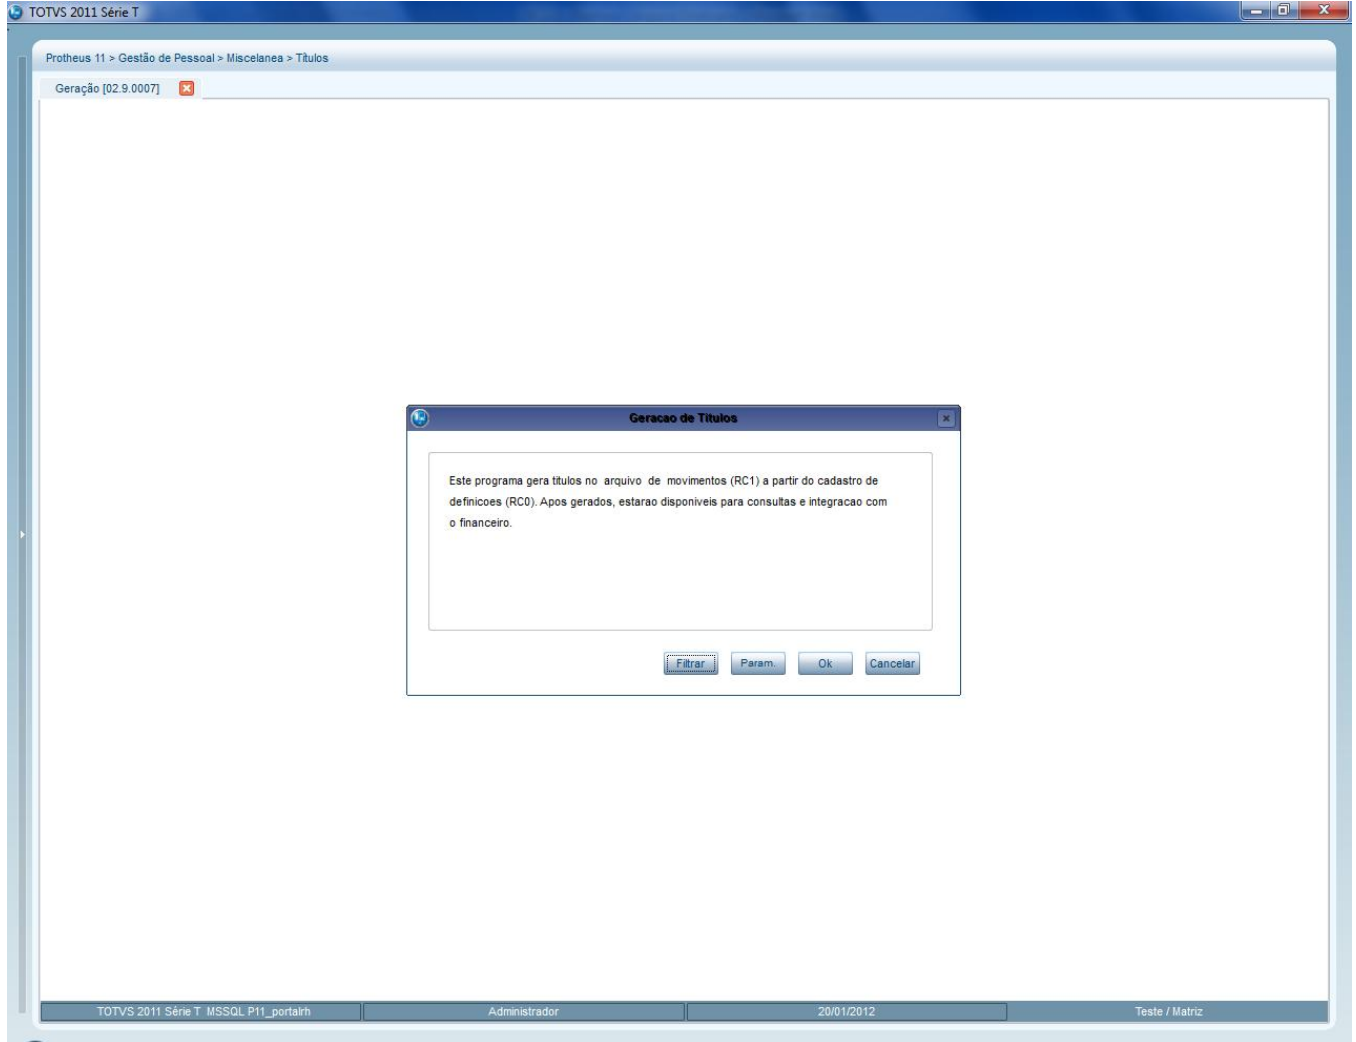 TOTVS 2011 Série T
Protheus 11 > Gestão de Pessoal > Miscelanea > Títulos
Geração [02.9.0007]
Geracao de Titulos
Este programa gera titulos no arquivo de movimentos (RC1) a partir do cadastro de
definicoes (RC0). Apos gerados, estarao disponiveis para consultas e integracao com
o financeiro.
Filtrar Param. Ok Cancelar
TOTVS 2011 Série T MSSQL P11_portalrh Administrador 20/01/2012 Teste / Matriz